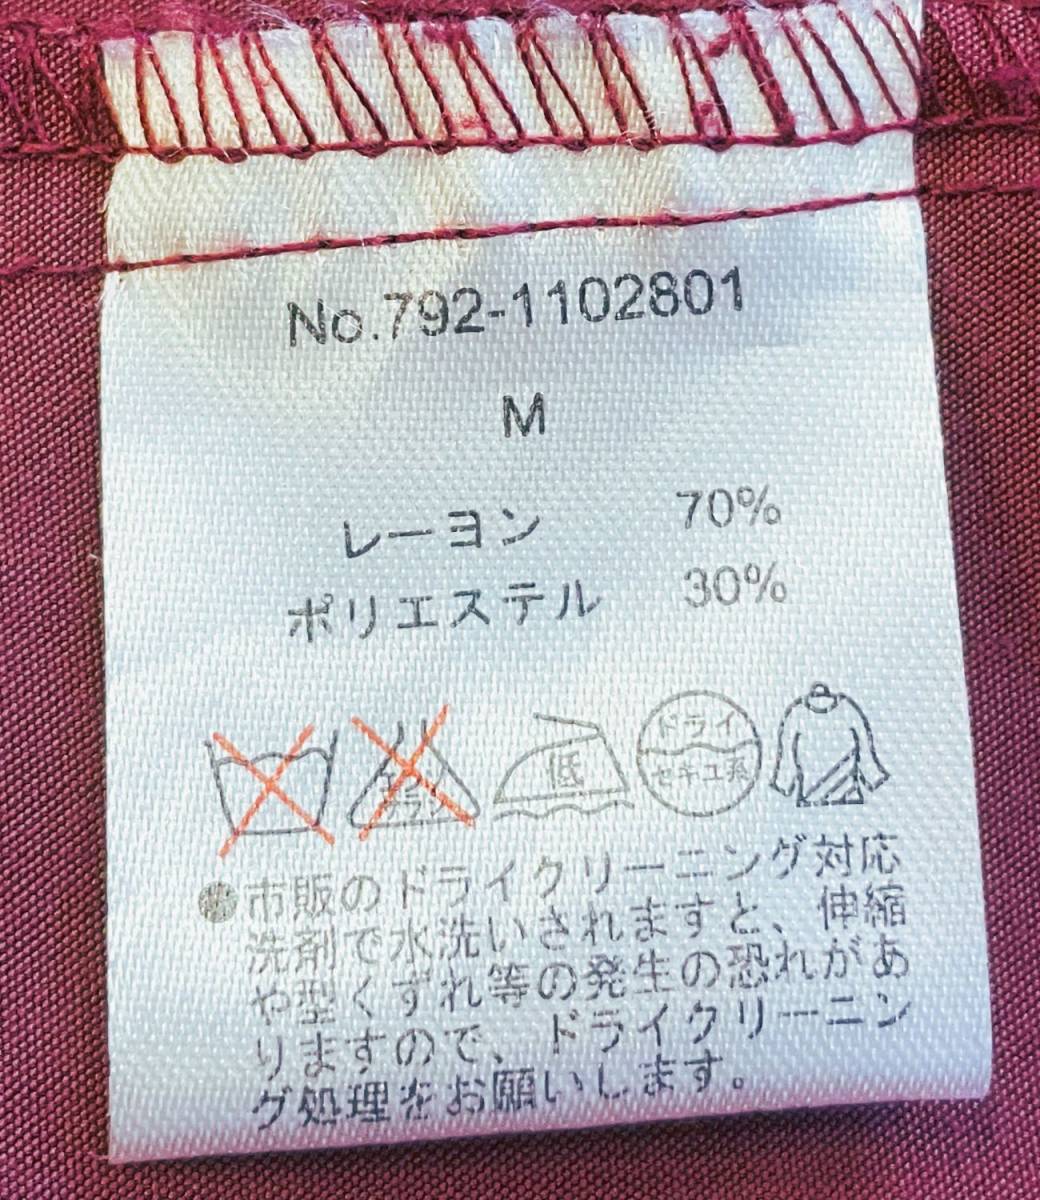 No.792-1102801
M
レーヨン 70%
ポリエステル 30%
低
ドライ
セキユ系
●市販のドライクリーニング対応
洗剤で水洗いされますと、伸縮
や型くずれ等の発生の恐れがあ
りますので、ドライクリーニン
グ処理をお願いします。